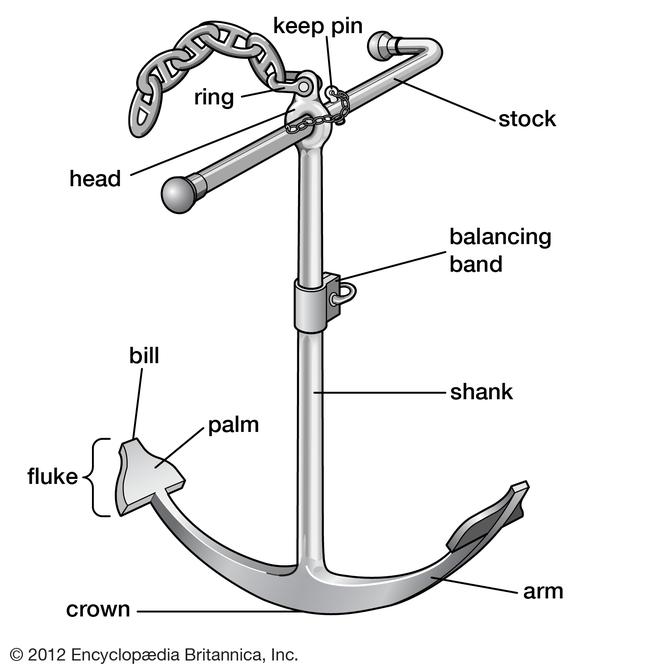 keep pin
ring
stock
head
balancing
band
bill
shank
palm
fluke
arm
crown
© 2012 Encyclopædia Britannica, Inc.